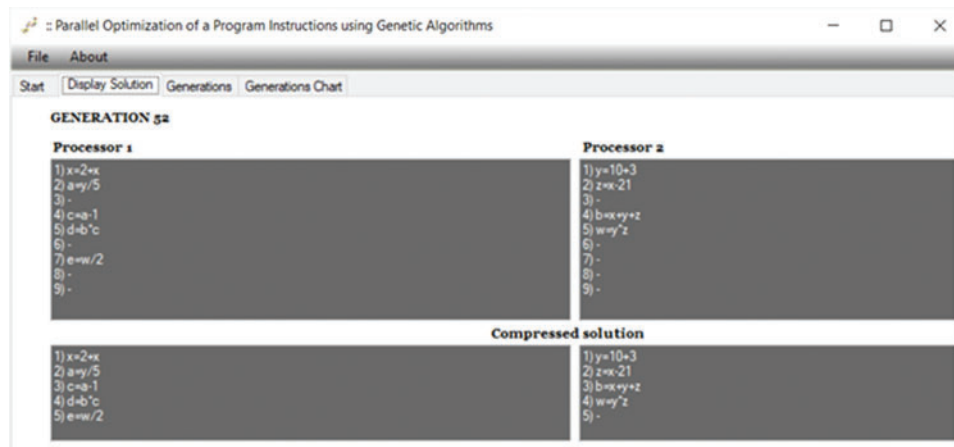 :: Parallel Optimization of a Program Instructions using Genetic Algorithms
File About
Start Display Solution Generations Generations Chart
GENERATION 52
Processor 1
1) x=2+x
2) a=y/5
3) -
4) c=a-1
5) d=b*c
6) -
7) e=w/2
8) -
9) -
Processor 2
1) y=10+3
2) z=x-21
3) -
4) b=x+y+z
5) w=y*z
6) -
7) -
8) -
9) -
Compressed solution
1) x=2+x
2) a=y/5
3) c=a-1
4) d=b*c
5) e=w/2
1) y=10+3
2) z=x-21
3) b=x+y+z
4) w=y*z
5) -